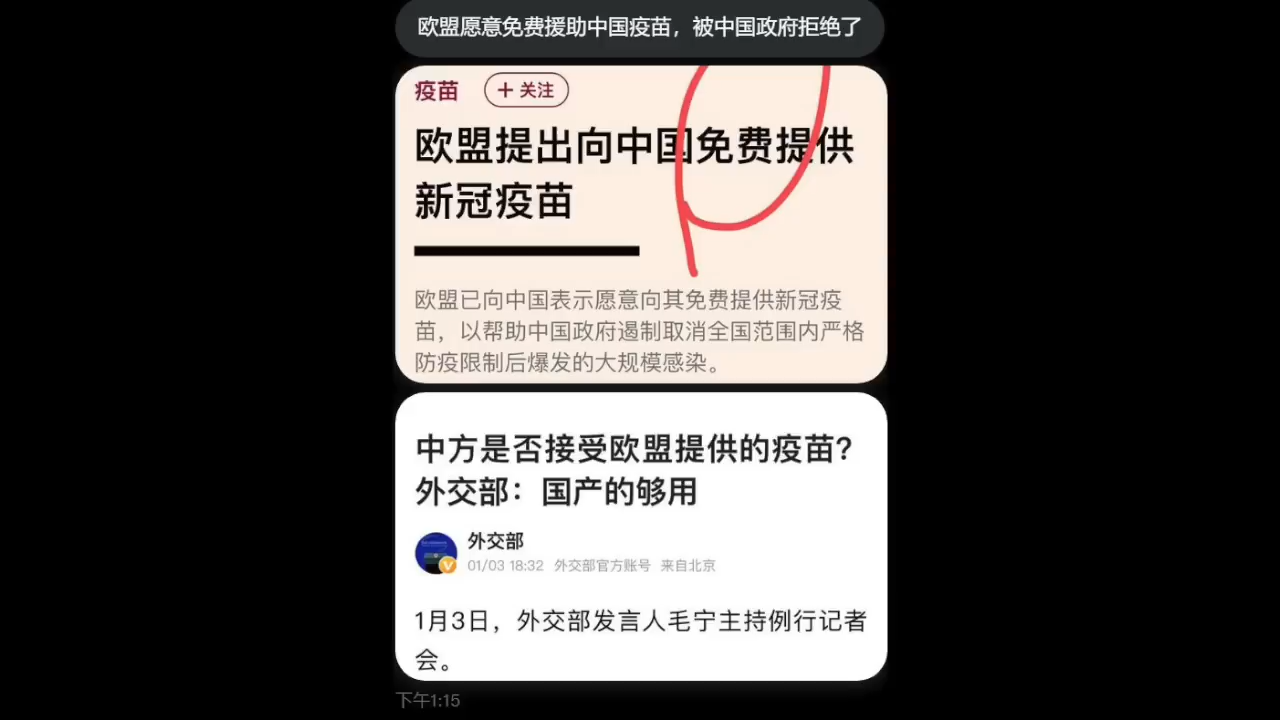 欧盟愿意免费援助中国疫苗，被中国政府拒绝了
疫苗 + 关注
欧盟提出向中国免费提供
新冠疫苗
欧盟已向中国表示愿意向其免费提供新冠疫
苗，以帮助中国政府遏制取消全国范围内严格
防疫限制后爆发的大规模感染。
中方是否接受欧盟提供的疫苗？
外交部：国产的够用
外交部
01/03 18:32 外交部官方账号 来自北京
1月3日，外交部发言人毛宁主持例行记者
会。
下午1:15